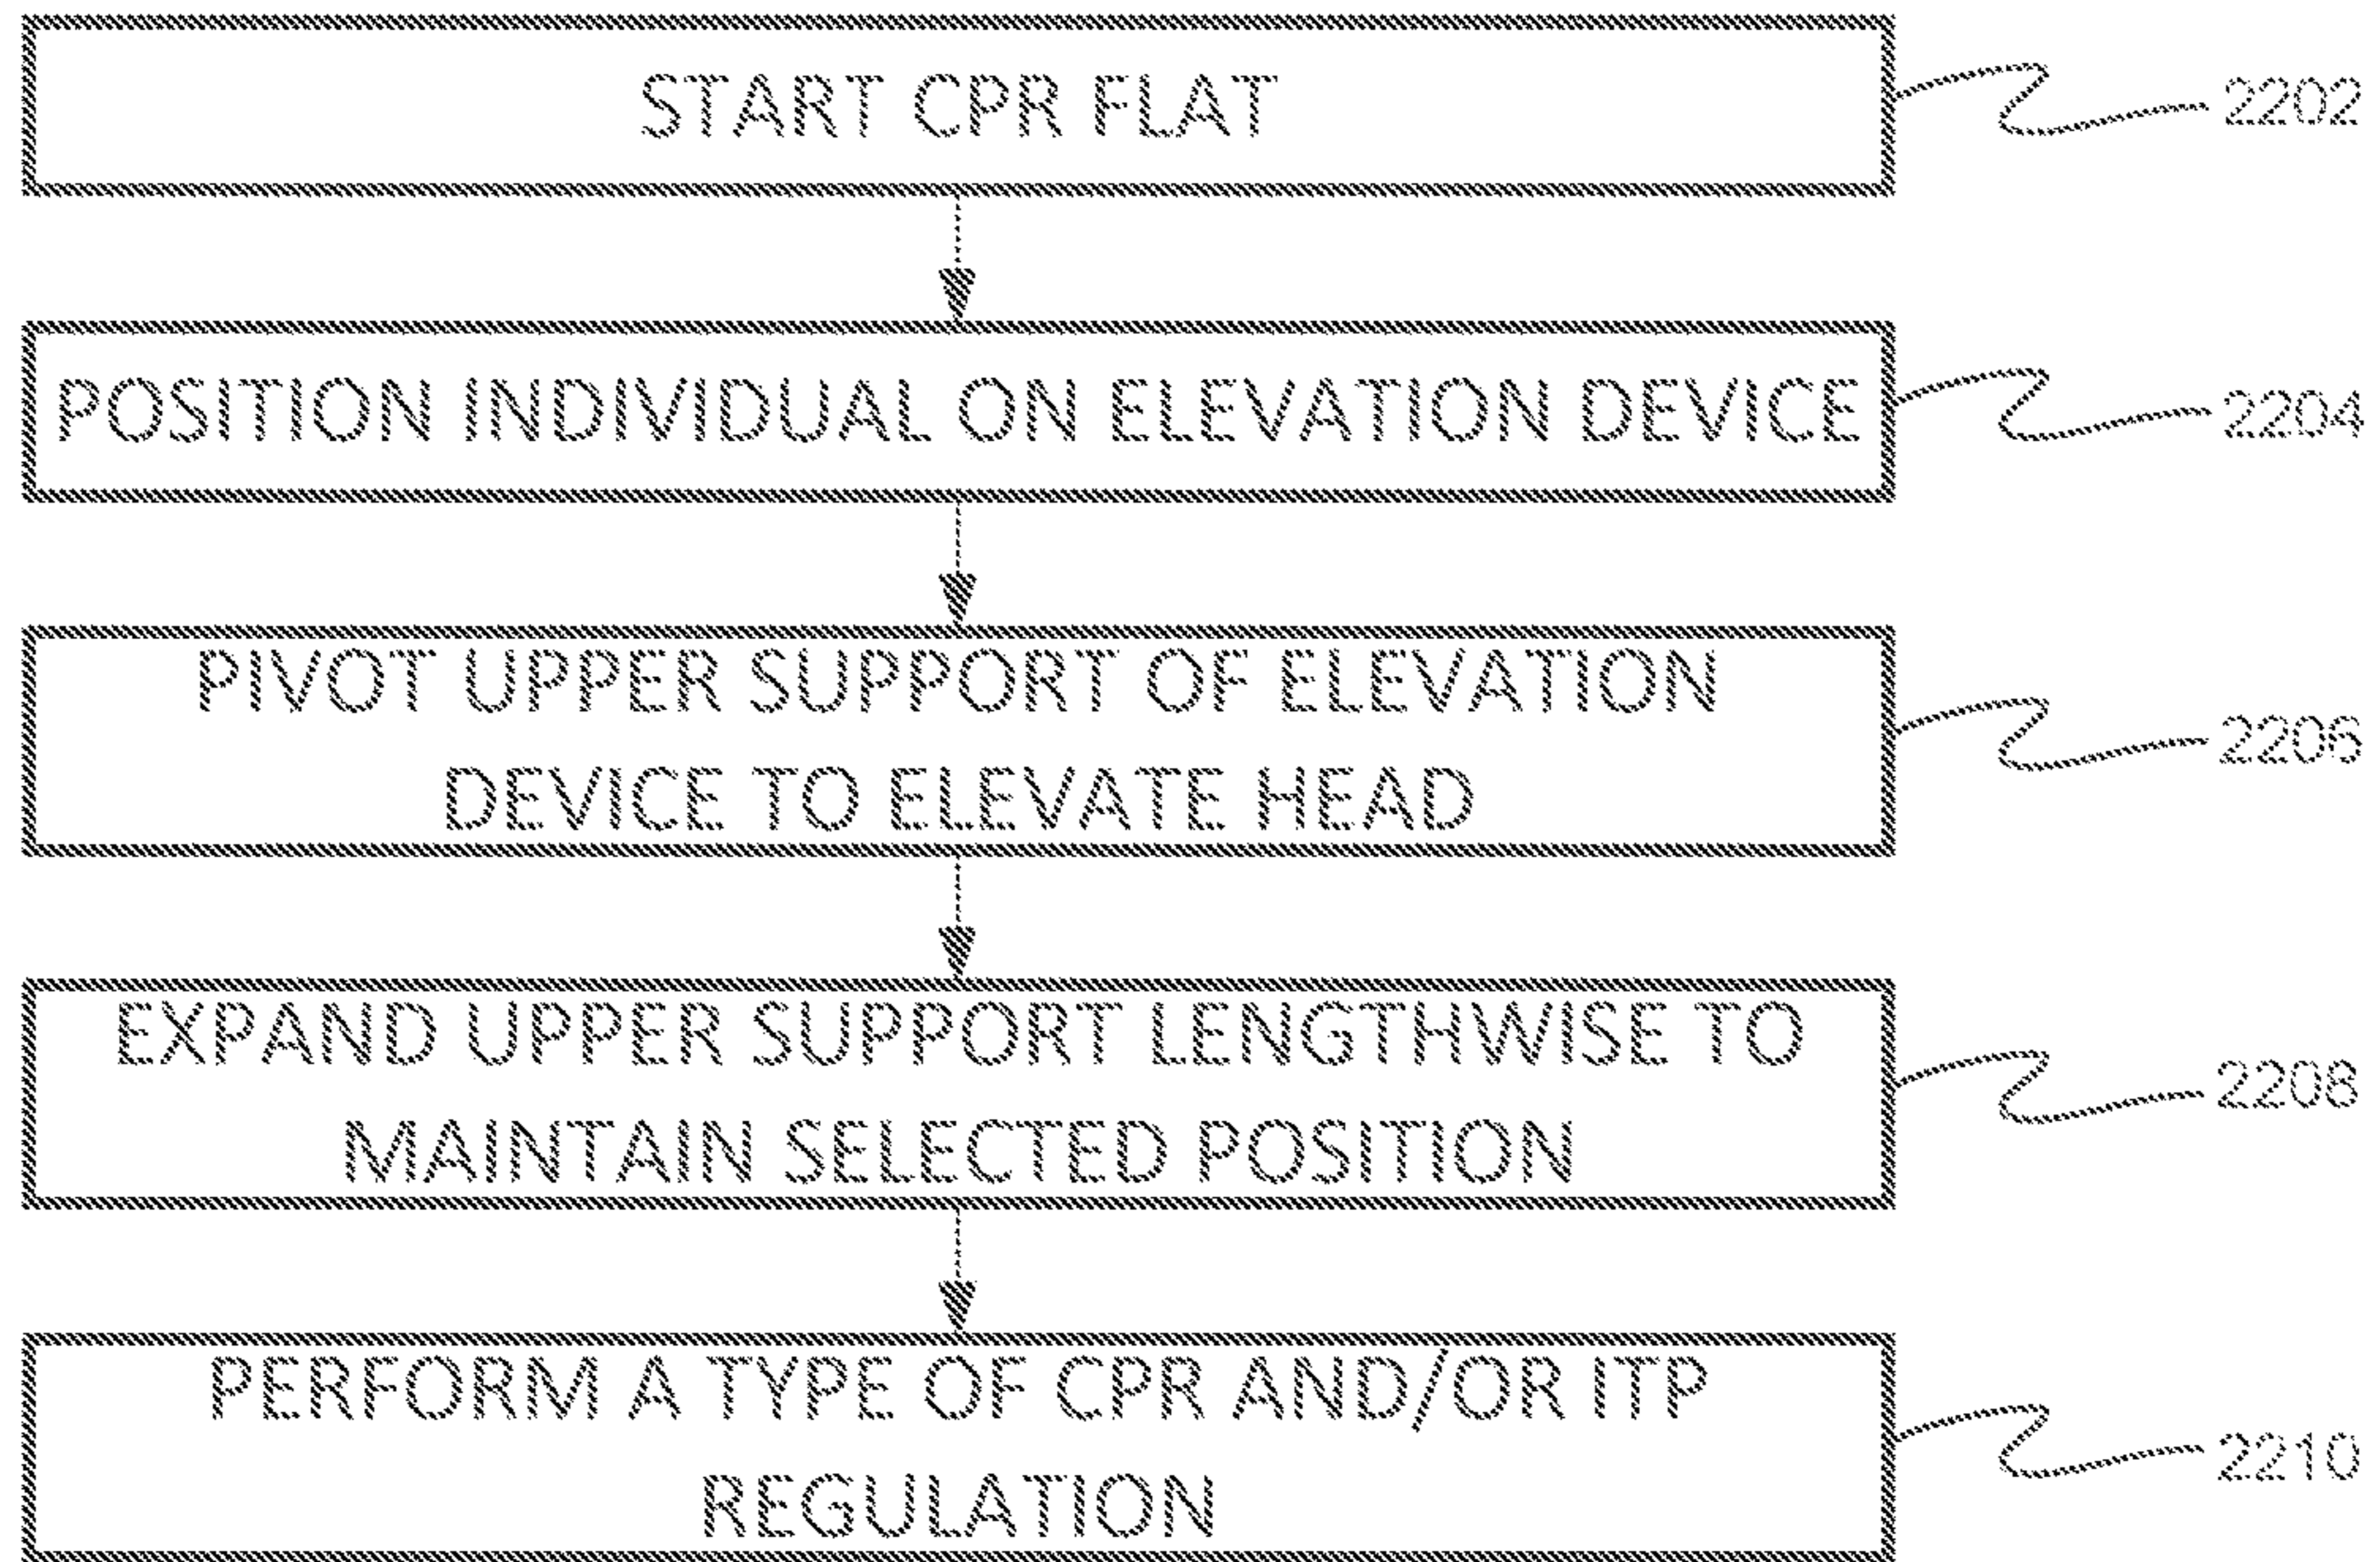 START CPR FLAT
2202
POSITION INDIVIDUAL ON ELEVATION DEVICE
2204
PIVOT UPPER SUPPORT OF ELEVATION
DEVICE TO ELEVATE HEAD
2206
EXPAND UPPER SUPPORT LENGTHWISE TO
MAINTAIN SELECTED POSITION
2208
PERFORM A TYPE OF CPR AND/OR ITP
REGULATION
2210